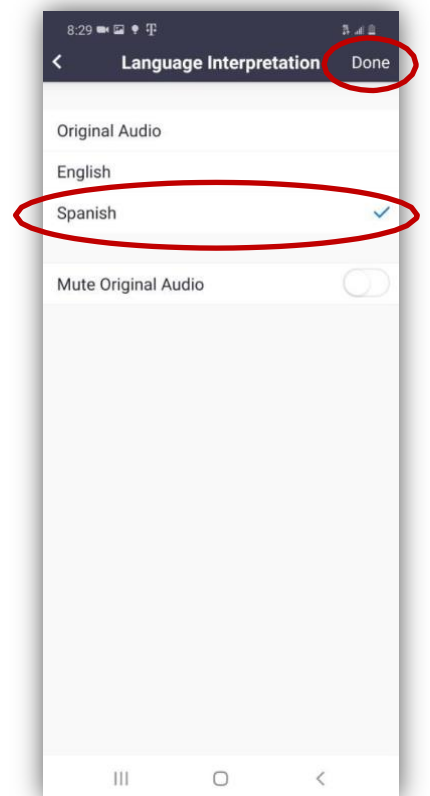 8:29
Language Interpretation Done
Original Audio
English
Spanish
Mute Original Audio